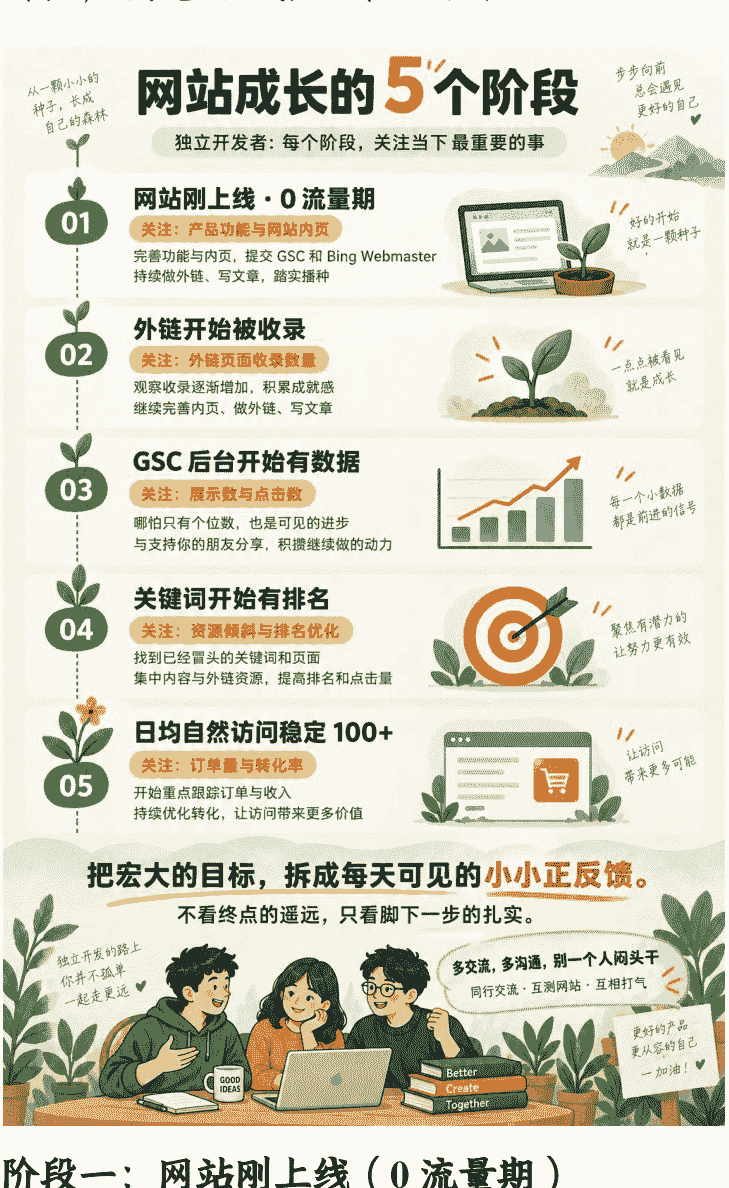 从一颗小小的
种子，长成
自己的森林
网站成长的5个阶段
步步向前
总会遇见
更好的自己
独立开发者：每个阶段，关注当下最重要的事
01
网站刚上线·0 流量期
关注：产品功能与网站内页
完善功能与内页，提交 GSC 和 Bing Webmaster
持续做外链、写文章，踏实播种
好的开始
就是一颗种子
02
外链开始被收录
关注：外链页面收录数量
观察收录逐渐增加，积累成就感
继续完善内页、做外链、写文章
一点点被看见
就是成长
03
GSC 后台开始有数据
关注：展示数与点击数
哪怕只有个位数，也是可见的进步
与支持你的朋友分享，积攒继续做的动力
每一个小数据
都是前进的信号
04
关键词开始有排名
关注：资源倾斜与排名优化
找到已经冒头的关键词和页面
集中内容与外链资源，提高排名和点击量
聚焦有潜力的
让努力更有效
05
日均自然访问稳定 100+
关注：订单量与转化率
开始重点跟踪订单与收入
持续优化转化，让访问带来更多价值
让访问
带来更多可能
把宏大的目标，拆成每天可见的小小正反馈。
不看终点的遥远，只看脚下一步的扎实。
独立开发的路上
你并不孤单
一起走更远
多交流，多沟通，别一个人闷头干
同行交流·互测网站·互相打气
GOOD
IDEAS
Better
Create
Together
更好的产品
更从容的自己
一加油！
阶段一：网站刚上线（0 流量期）